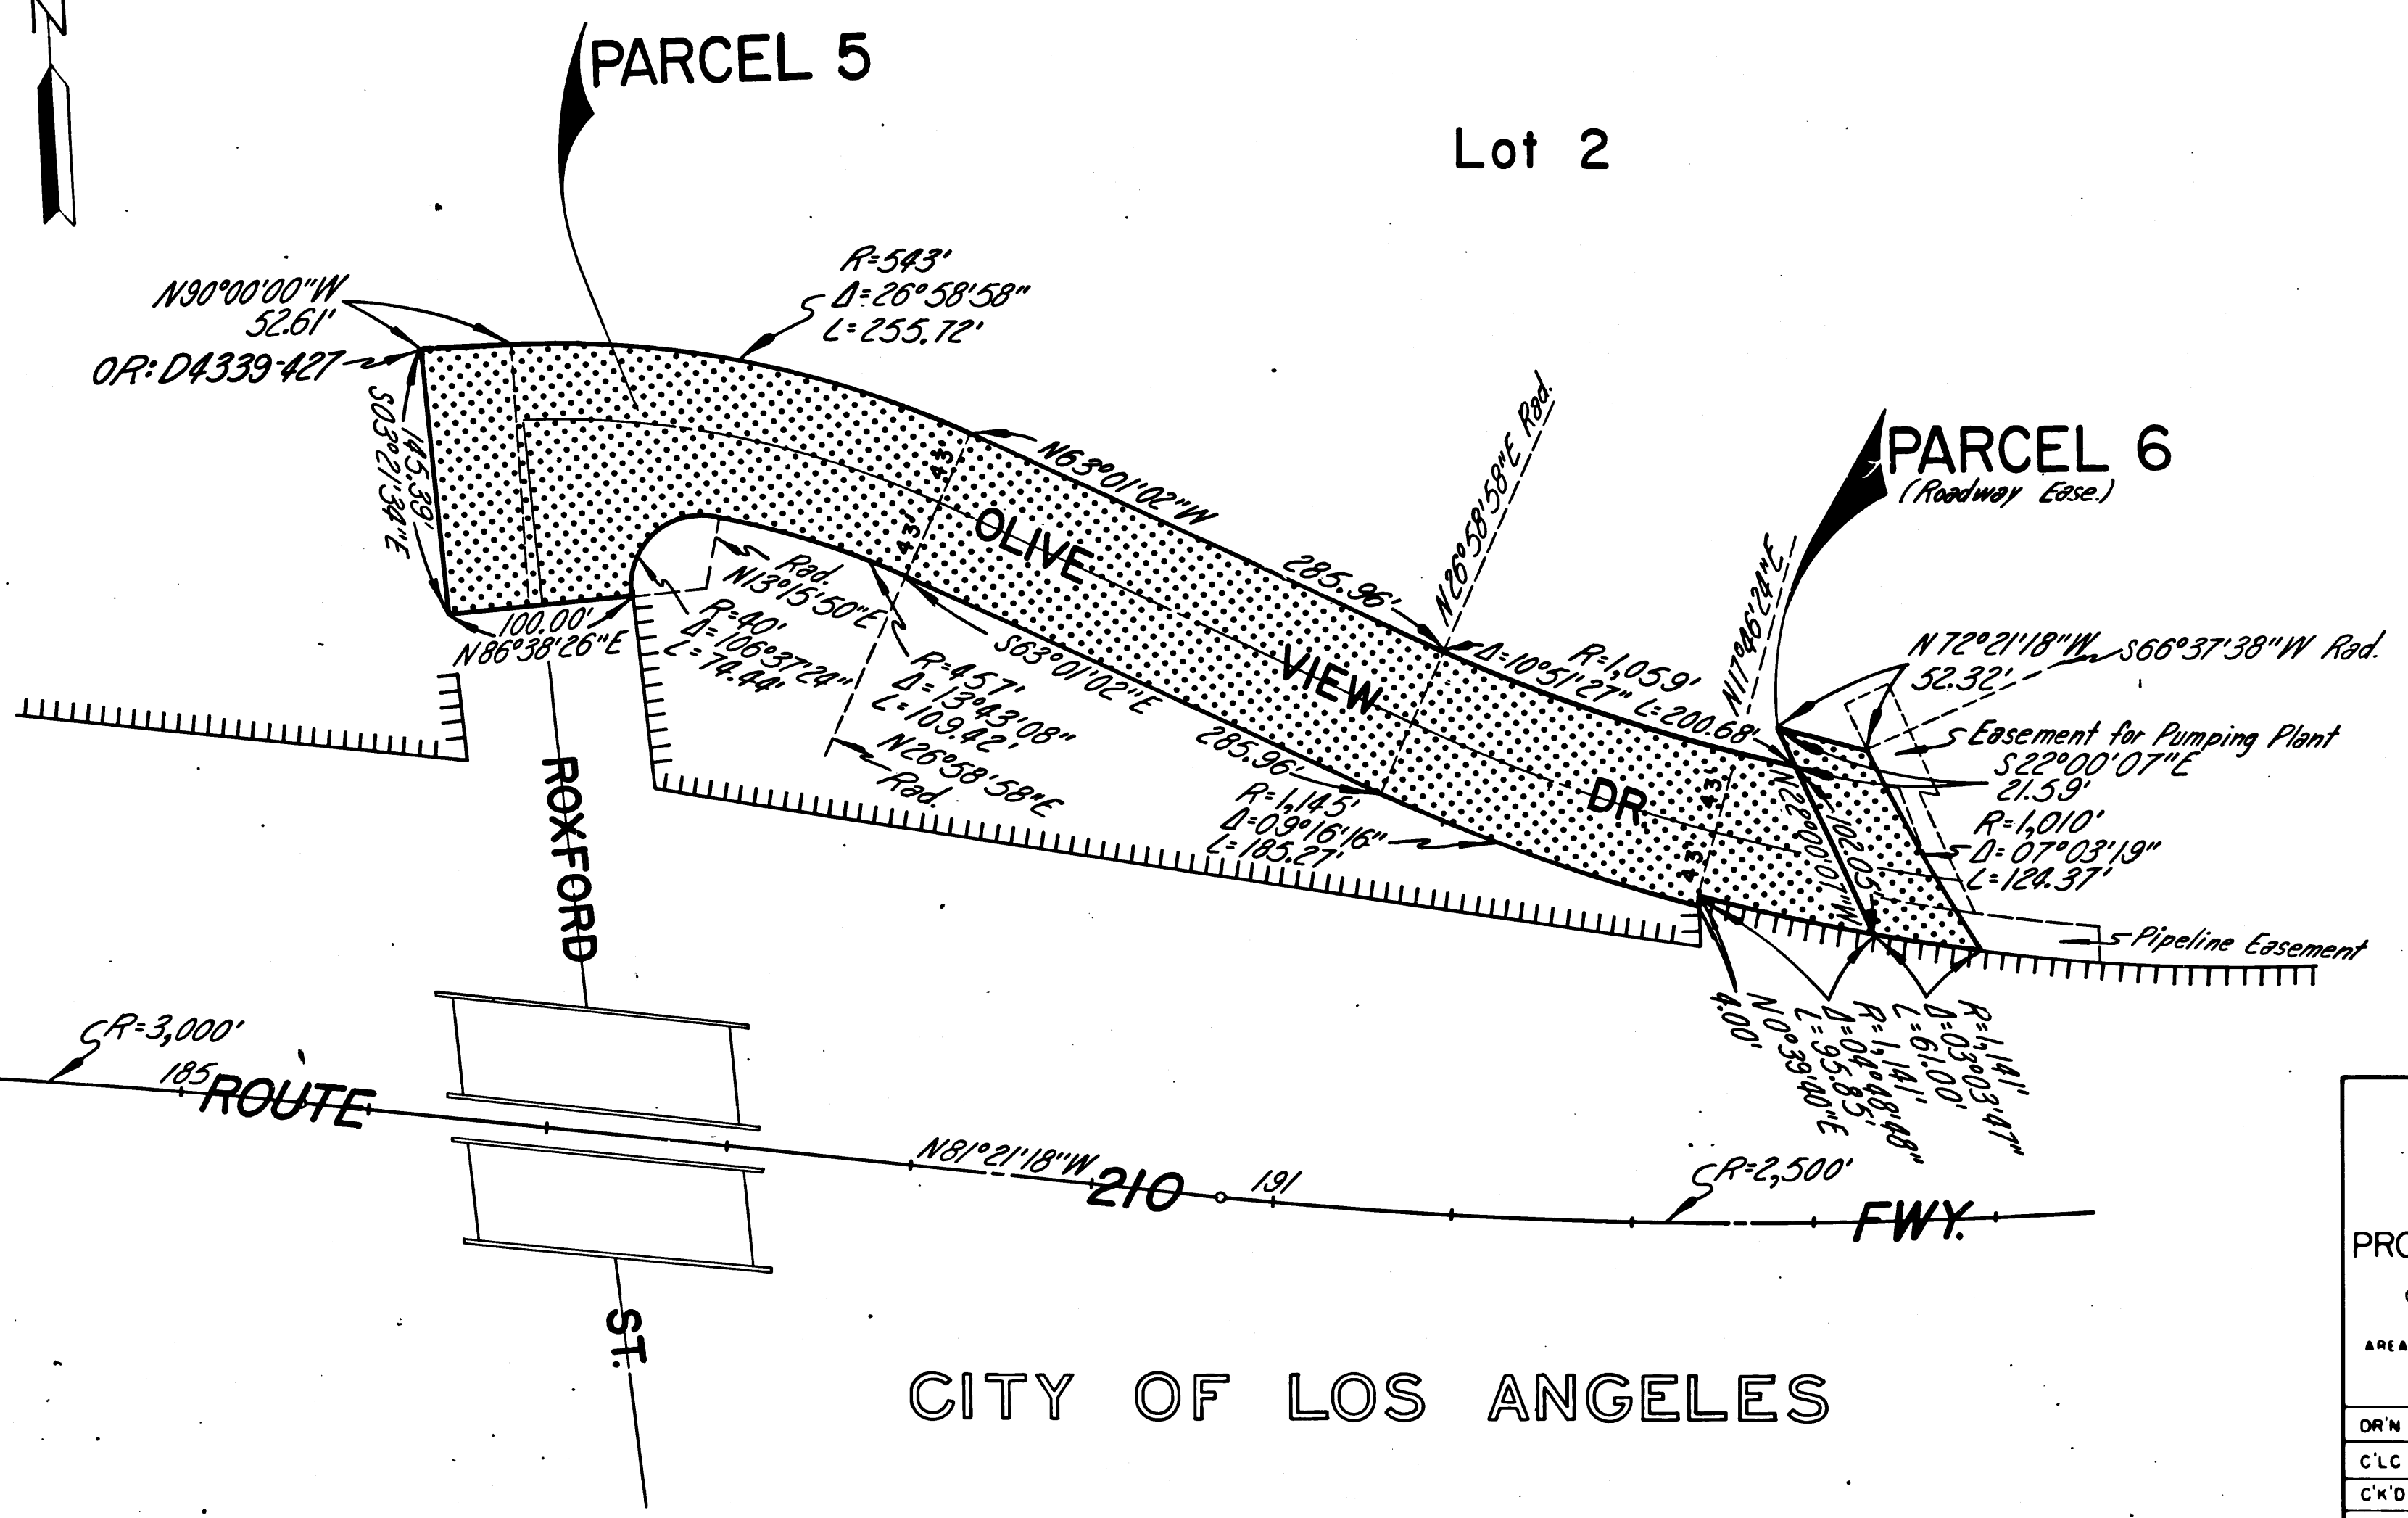 N
PARCEL 5
Lot 2
R=543'
Δ=26°58'58"
L=255.72'
N90°00'00"W
52.61'
OR: D4339-427
145.39'
S03°21'34"E
100.00'
N86°38'26"E
43'
43'
N63°01'02"W
285.96'
N26°58'58"E Rad.
PARCEL 6
(Roadway Ease.)
OLIVE
VIEW
DR.
Rad.
N13°15'50"E
R=40'
Δ=106°37'24"
L=74.44'
R=457'
Δ=13°43'08"
L=109.42'
N26°58'58"E
Rad.
S63°01'02"E
285.96'
R=1,059'
Δ=10°51'27"
L=200.68'
N17°46'24"E
N72°21'18"W
52.32'
S66°37'38"W Rad.
Easement for Pumping Plant
S22°00'07"E
21.59'
R=1,010'
Δ=07°03'19"
L=124.37'
R=1,145'
Δ=09°16'16"
L=185.27'
43'
43'
102.05'
N22°00'07"W
Pipeline Easement
R=1,141'
Δ=03°03'47"
L=61.00'
R=1,141'
Δ=04°48'48"
L=95.85'
N0°39'40"E
4.00'
ROXFORD
ST.
R=3,000'
185
ROUTE
N81°21'18"W
210
191
R=2,500'
FWY.
CITY OF LOS ANGELES
PRO
AREA
DR'N
C'LC
C'K'D